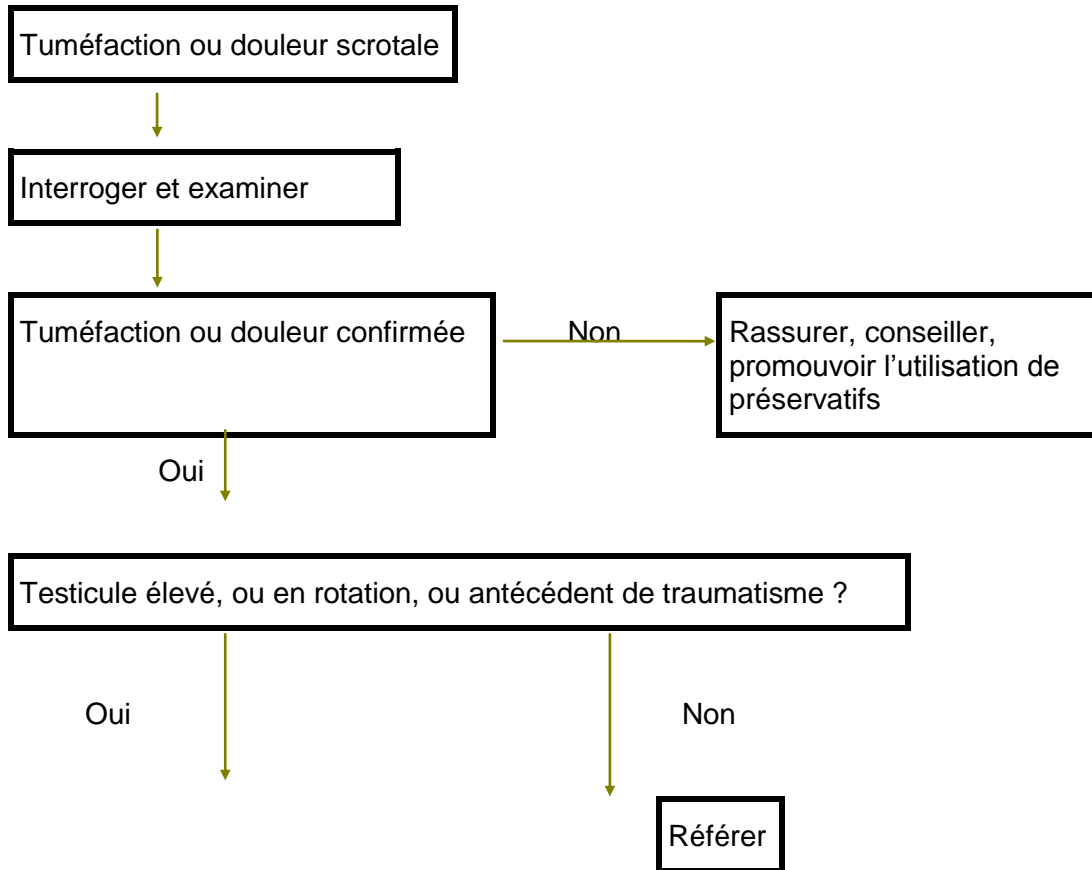 Tuméfaction ou douleur scrotale
Interroger et examiner
Tuméfaction ou douleur confirmée
Non
Rassurer, conseiller,
promouvoir l’utilisation de
préservatifs
Oui
Testicule élevé, ou en rotation, ou antécédent de traumatisme ?
Oui
Non
Référer